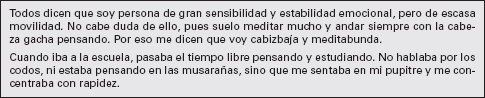 Todos dicen que soy persona de gran sensibilidad y estabilidad emocional, pero de escasa
movilidad. No cabe duda de ello, pues suelo meditar mucho y andar siempre con la cabe-
za gacha pensando. Por eso me dicen que voy cabizbaja y meditabunda.
Cuando iba a la escuela, pasaba el tiempo libre pensando y estudiando. No hablaba por los
codos, ni estaba pensando en las musarañas, sino que me sentaba en mi pupitre y me con-
centraba con rapidez.